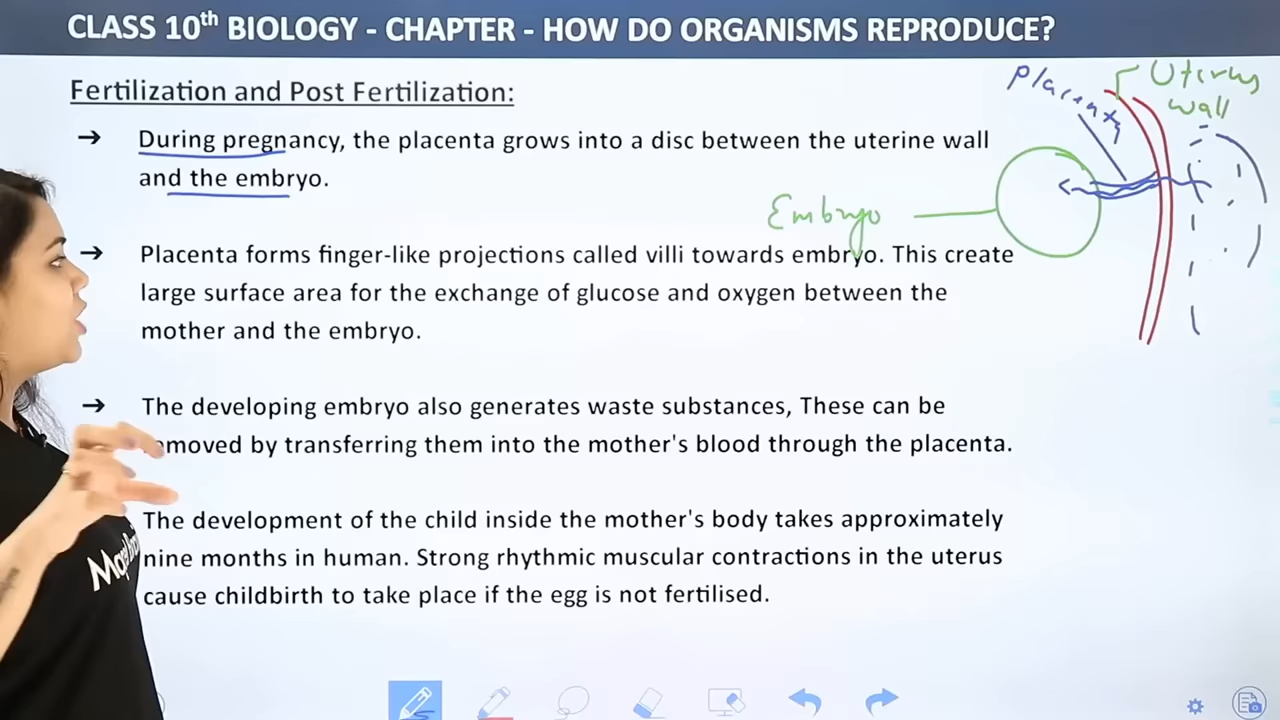 CLASS 10th BIOLOGY - CHAPTER - HOW DO ORGANISMS REPRODUCE?
Fertilization and Post Fertilization:
➔ During pregnancy, the placenta grows into a disc between the uterine wall
and the embryo.
➔ Placenta forms finger-like projections called villi towards embryo. This create
large surface area for the exchange of glucose and oxygen between the
mother and the embryo.
➔ The developing embryo also generates waste substances, These can be
emoved by transferring them into the mother's blood through the placenta.
The development of the child inside the mother's body takes approximately
nine months in human. Strong rhythmic muscular contractions in the uterus
cause childbirth to take place if the egg is not fertilised.
Placenta
Uterus
wall
Embryo